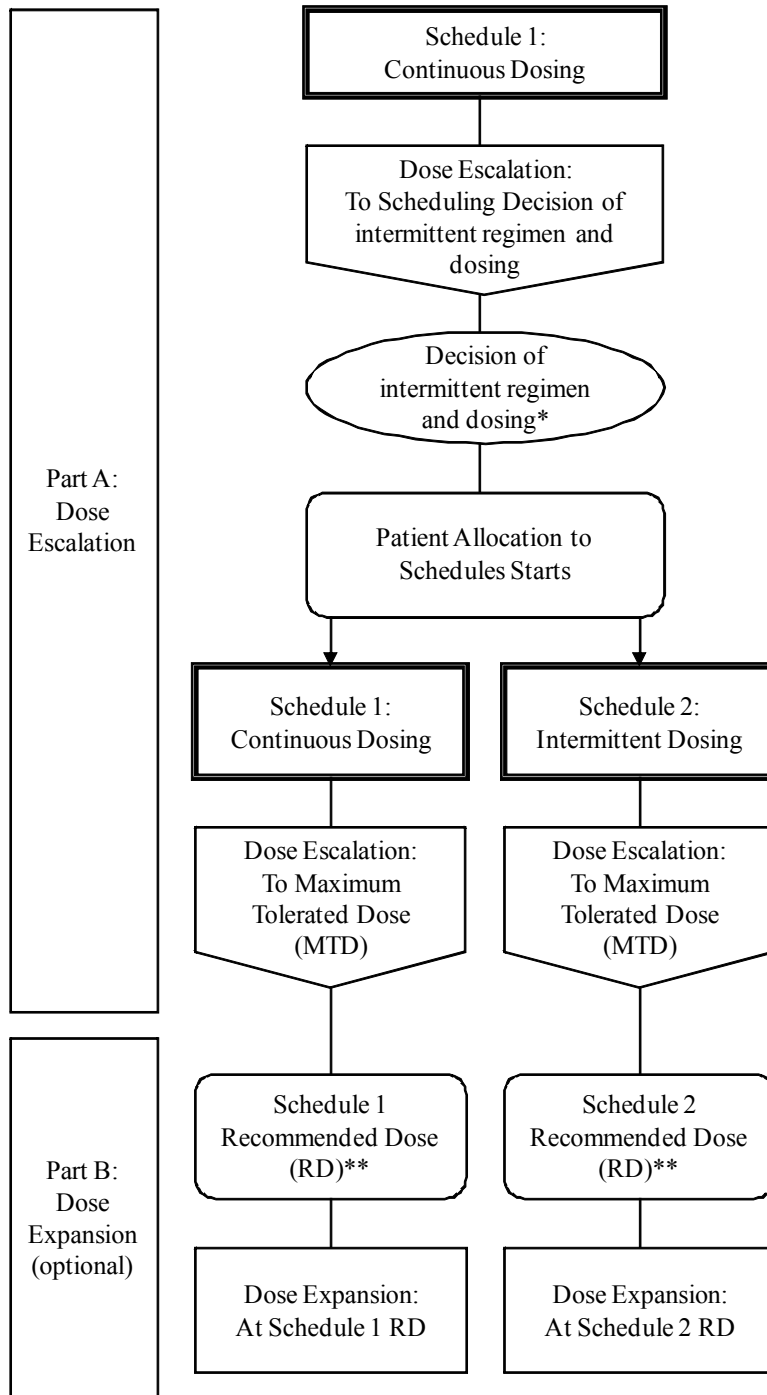 Schedule 1:
Continuous Dosing
Dose Escalation:
To Scheduling Decision of
intermittent regimen and
dosing
Decision of
intermittent regimen
and dosing*
Part A:
Dose
Escalation
Patient Allocation to
Schedules Starts
Schedule 1:
Continuous Dosing
Schedule 2:
Intermittent Dosing
Dose Escalation:
To Maximum
Tolerated Dose
(MTD)
Dose Escalation:
To Maximum
Tolerated Dose
(MTD)
Part B:
Dose
Expansion
(optional)
Schedule 1
Recommended Dose
(RD)**
Schedule 2
Recommended Dose
(RD)**
Dose Expansion:
At Schedule 1 RD
Dose Expansion:
At Schedule 2 RD